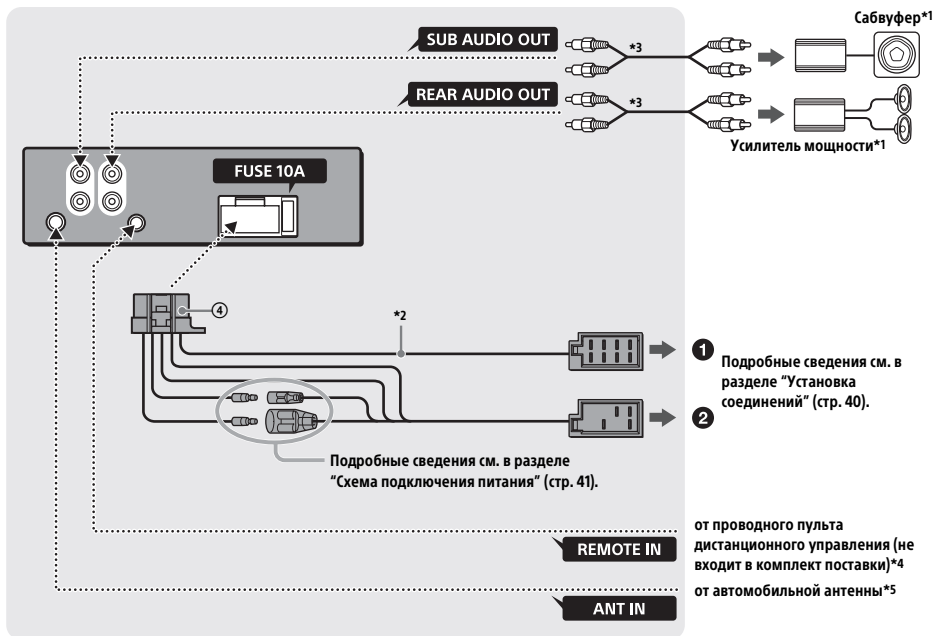 Сабвуфер*1
SUB AUDIO OUT
*3
REAR AUDIO OUT
*3
Усилитель мощности*1
FUSE 10A
④
*2
❶
Подробные сведения см. в
разделе “Установка
соединений” (стр. 40).
❷
Подробные сведения см. в разделе
“Схема подключения питания” (стр. 41).
от проводного пульта
дистанционного управления (не
входит в комплект поставки)*4
REMOTE IN
от автомобильной антенны*5
ANT IN